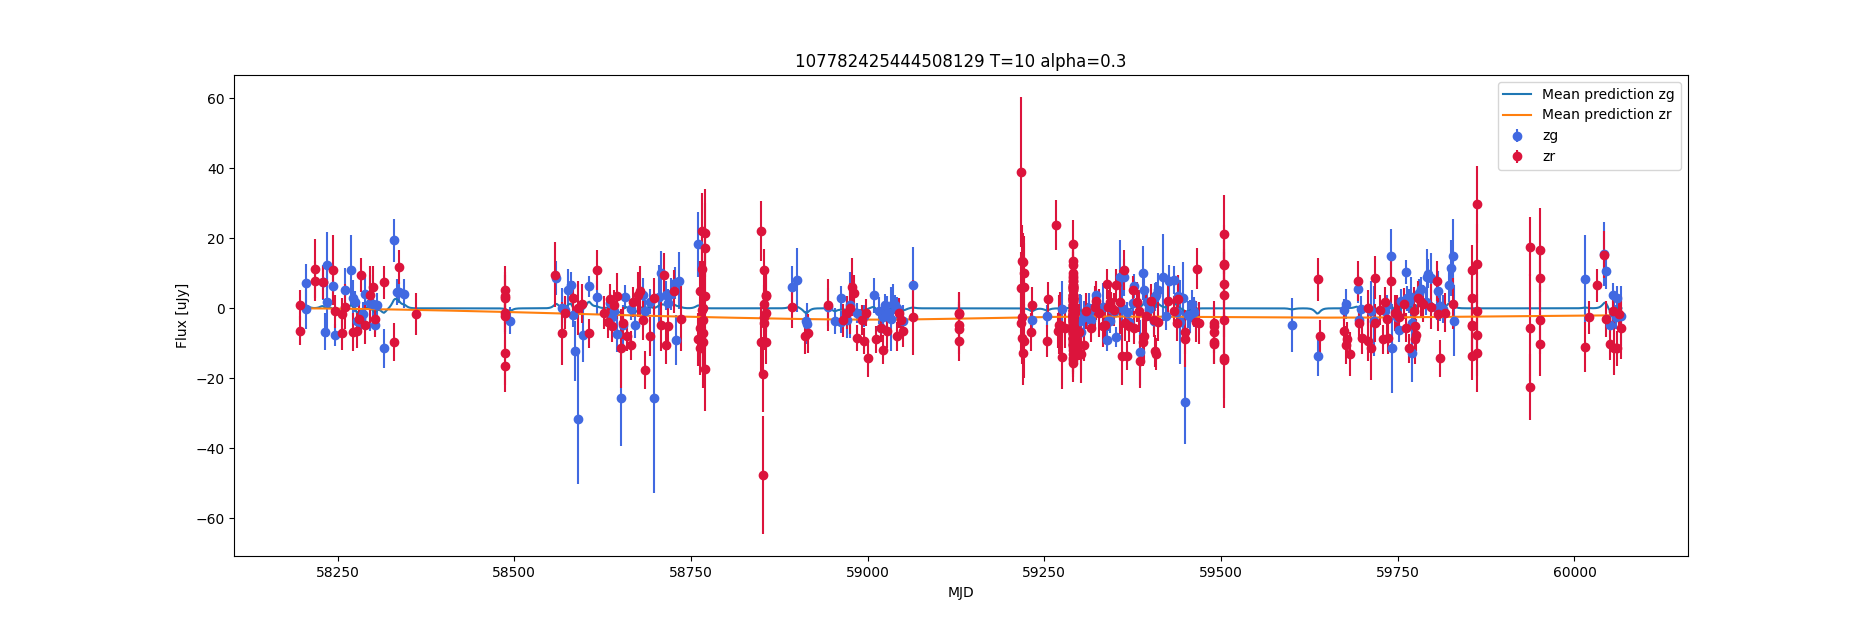 107782425444508129 T=10 alpha=0.3
Mean prediction zg
Mean prediction zr
zg
zr
60
40
20
0
−20
−40
−60
Flux [uJy]
58250 58500 58750 59000 59250 59500 59750 60000
MJD